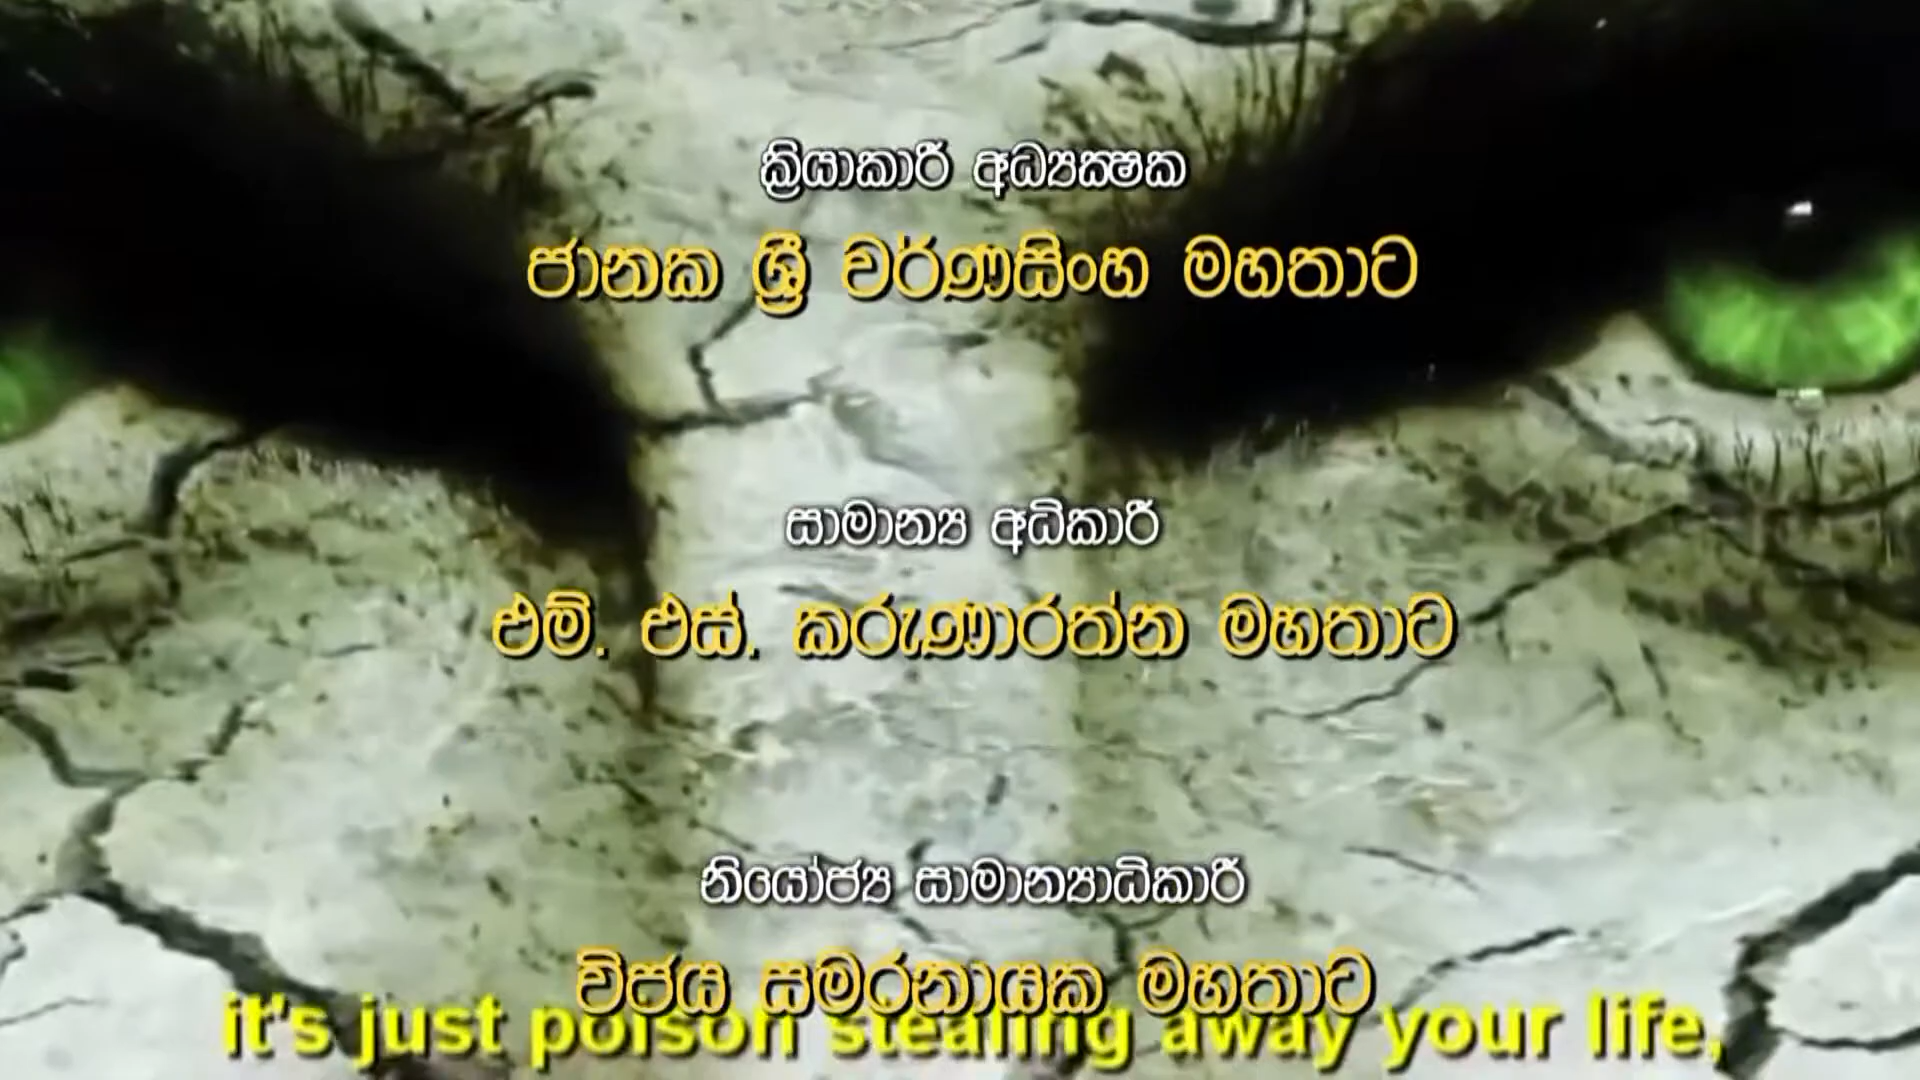 ක්‍රියාකාරී අධ්‍යක්ෂක
ජානක ශ්‍රී වර්ණසිංහ මහතාට
සාමාන්‍ය අධිකාරී
එම්. එස්. කරුණාරත්න මහතාට
නියෝජ්‍ය සාමාන්‍යාධිකාරී
විජය සමරනායක මහතාට
it's just poison stealing away your life,